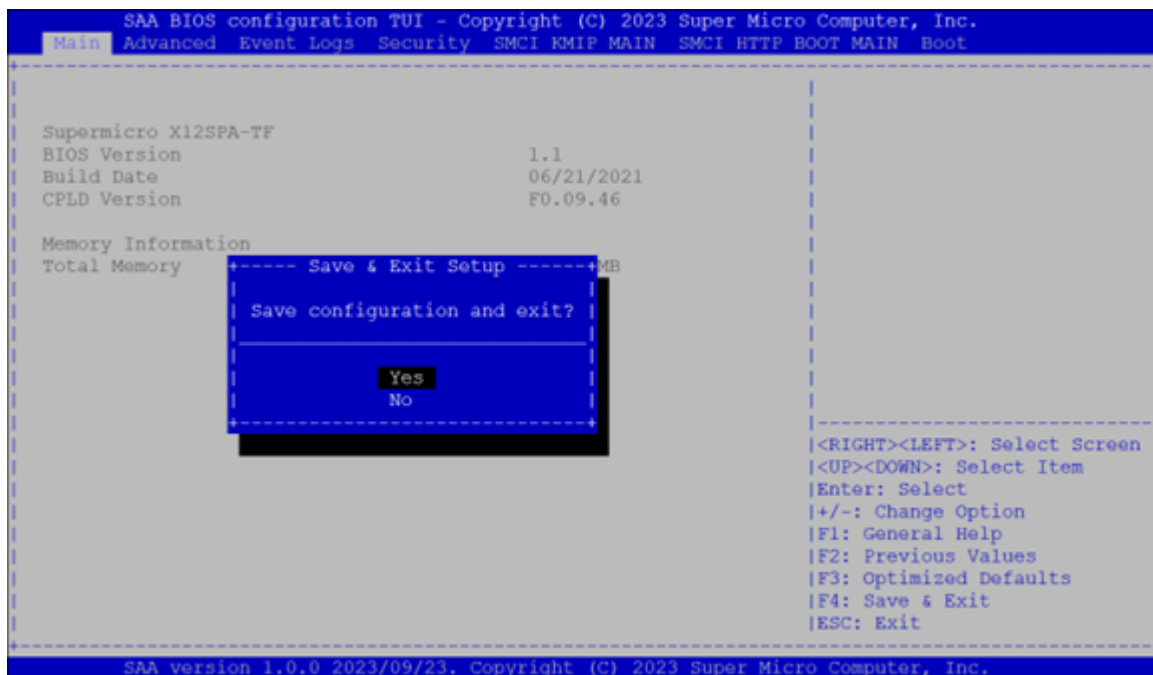 SAA BIOS configuration TUI - Copyright (C) 2023 Super Micro Computer, Inc.
Main Advanced Event Logs Security SMCI KMIP MAIN SMCI HTTP BOOT MAIN Boot
Supermicro X12SPA-TF
BIOS Version 1.1
Build Date 06/21/2021
CPLD Version F0.09.46
Memory Information
Total Memory MB
Save & Exit Setup
Save configuration and exit?
Yes
No
<RIGHT><LEFT>: Select Screen
<UP><DOWN>: Select Item
Enter: Select
+/-: Change Option
F1: General Help
F2: Previous Values
F3: Optimized Defaults
F4: Save & Exit
ESC: Exit
SAA version 1.0.0 2023/09/23. Copyright (C) 2023 Super Micro Computer, Inc.